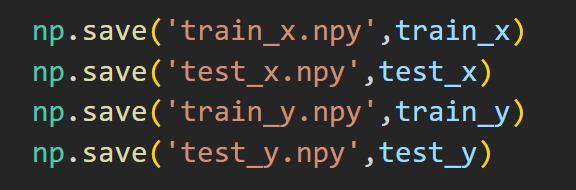 np.save('train_x.npy',train_x)
np.save('test_x.npy',test_x)
np.save('train_y.npy',train_y)
np.save('test_y.npy',test_y)